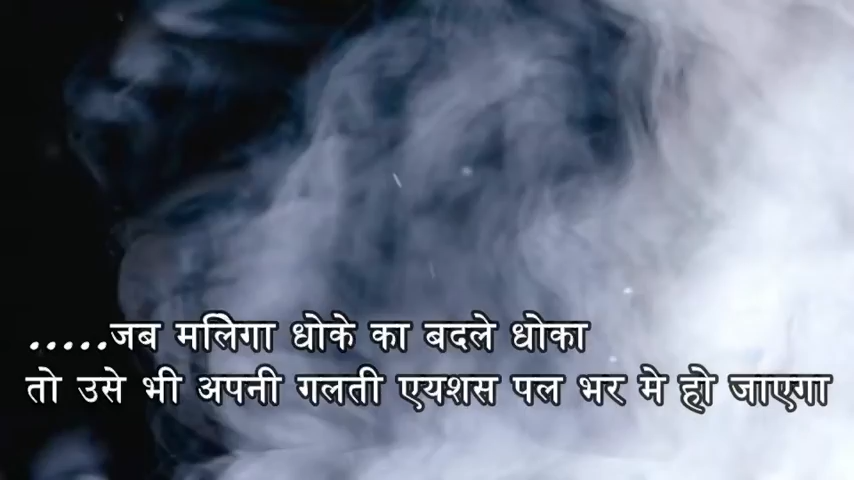 .....जब मलिेगा धोके का बदले धोका
तो उसे भी अपनी गलती एयशस पल भर मे हो जाएगा